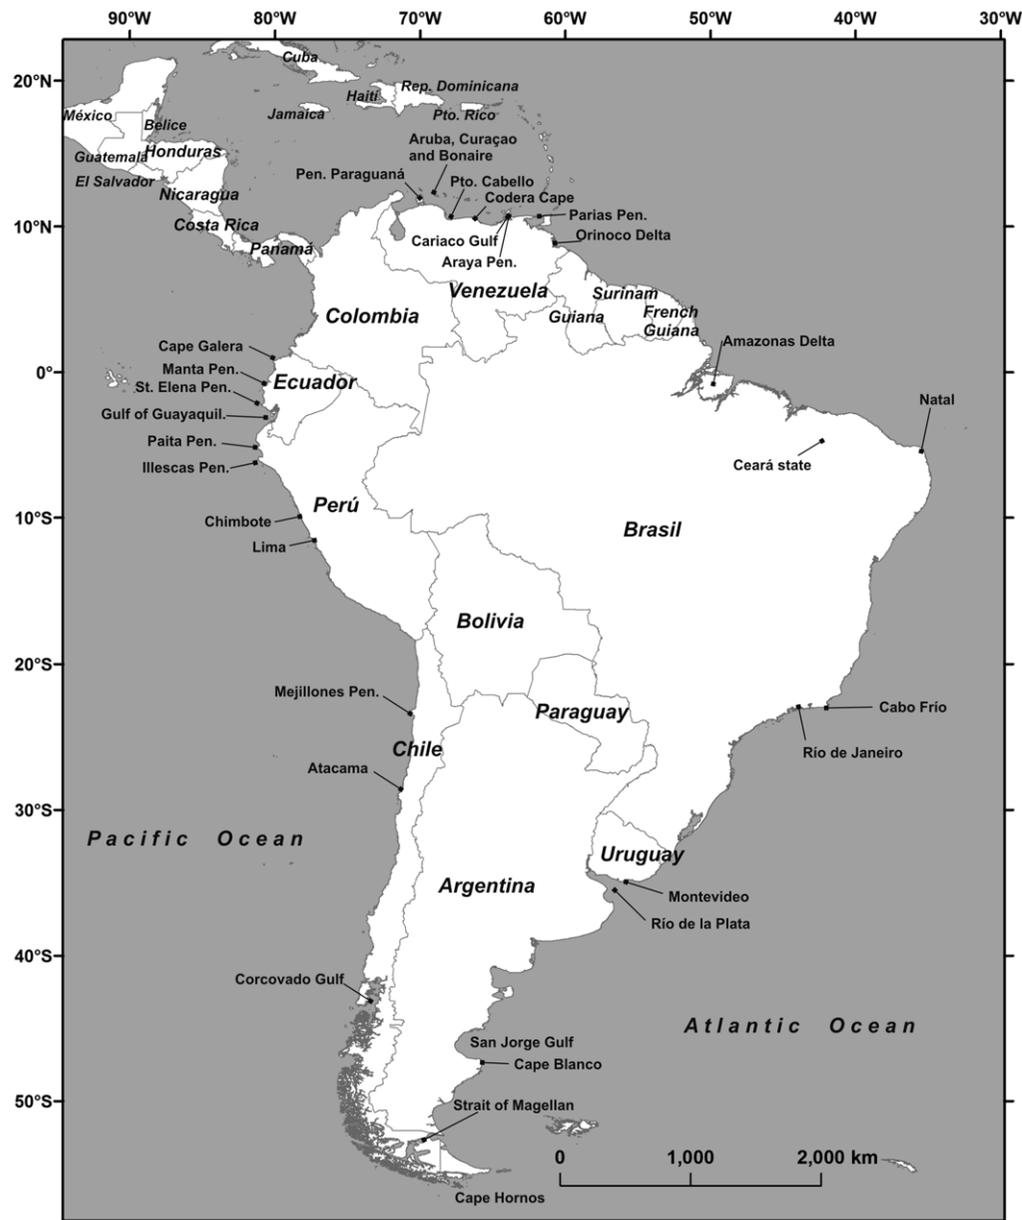 90°W 80°W 70°W 60°W 50°W 40°W 30°W
20°N
Cuba
Haití
Rep. Dominicana
Jamaica
Pto. Rico
México
Belice
Guatemala
Honduras
El Salvador
Nicaragua
Costa Rica
Panamá
Aruba, Curaçao
and Bonaire
Pen. Paraguaná
Pto. Cabello
Codera Cape
Parias Pen.
10°N
Cariaco Gulf
Orinoco Delta
Araya Pen.
Venezuela
Surinam
Guiana
French
Guiana
Colombia
Amazonas Delta
Cape Galera
0°
Manta Pen.
Ecuador
St. Elena Pen.
Gulf of Guayaquil.
Natal
Paita Pen.
Illescas Pen.
Ceará state
Perú
10°S
Chimbote
Lima
Brasil
Bolivia
20°S
Mejillones Pen.
Paraguay
Cabo Frío
Chile
Río de Janeiro
Atacama
30°S
Pacific Ocean
Uruguay
Argentina
Montevideo
Río de la Plata
40°S
Corcovado Gulf
Atlantic Ocean
San Jorge Gulf
Cape Blanco
50°S
Strait of Magellan
0 1,000 2,000 km
Cape Hornos